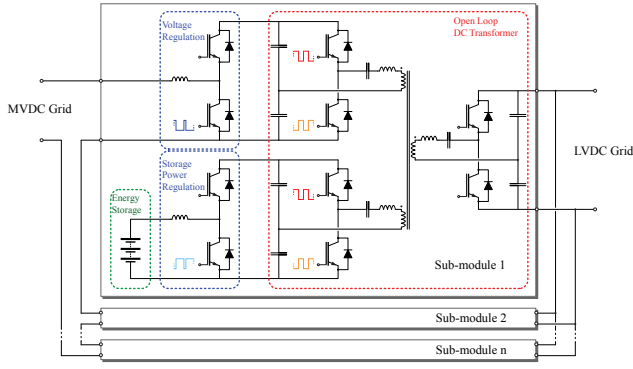 Voltage
Regulation
Open Loop
DC Transformer
MVDC Grid
LVDC Grid
Storage
Power
Regulation
Energy
Storage
Sub-module 1
Sub-module 2
Sub-module n